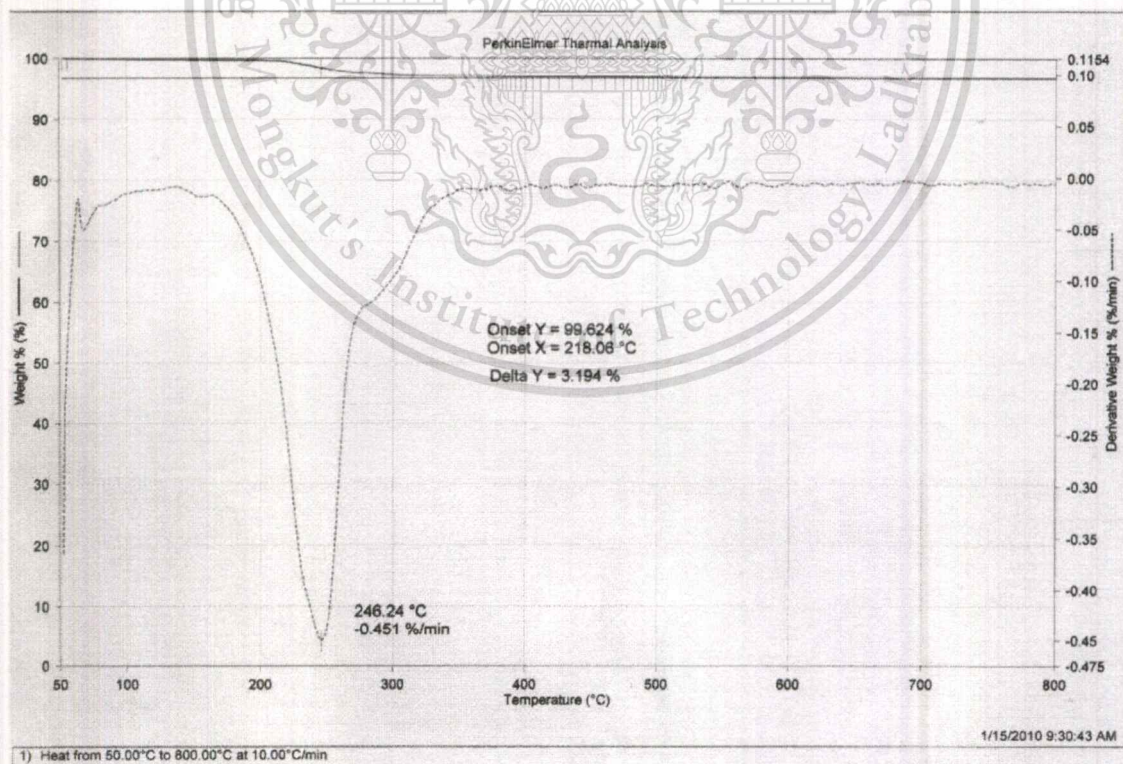 PerkinElmer Thermal Analysis
100
90
80
70
60
50
40
30
20
10
0
Weight % (%)
0.1154
0.10
0.05
0.00
-0.05
-0.10
-0.15
-0.20
-0.25
-0.30
-0.35
-0.40
-0.45
-0.475
Derivative Weight % (%/min)
Onset Y = 99.624 %
Onset X = 218.06 °C
Delta Y = 3.194 %
246.24 °C
-0.451 %/min
50 100 200 300 400 500 600 700 800
Temperature (°C)
1/15/2010 9:30:43 AM
1) Heat from 50.00°C to 800.00°C at 10.00°C/min
Mongkut's Institute of Technology Ladkrab